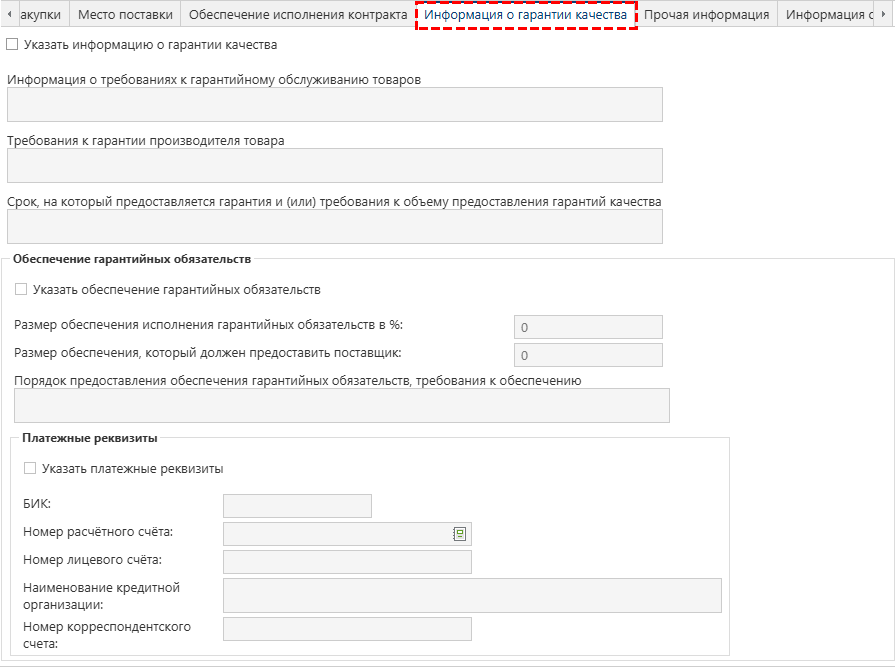 акупки Место поставки Обеспечение исполнения контракта Информация о гарантии качества Прочая информация Информация с
Указать информацию о гарантии качества
Информация о требованиях к гарантийному обслуживанию товаров
Требования к гарантии производителя товара
Срок, на который предоставляется гарантия и (или) требования к объему предоставления гарантий качества
Обеспечение гарантийных обязательств
Указать обеспечение гарантийных обязательств
Размер обеспечения исполнения гарантийных обязательств в %: 0
Размер обеспечения, который должен предоставить поставщик: 0
Порядок предоставления обеспечения гарантийных обязательств, требования к обеспечению
Платежные реквизиты
Указать платежные реквизиты
БИК:
Номер расчётного счёта:
Номер лицевого счёта:
Наименование кредитной
организации:
Номер корреспондентского
счета: